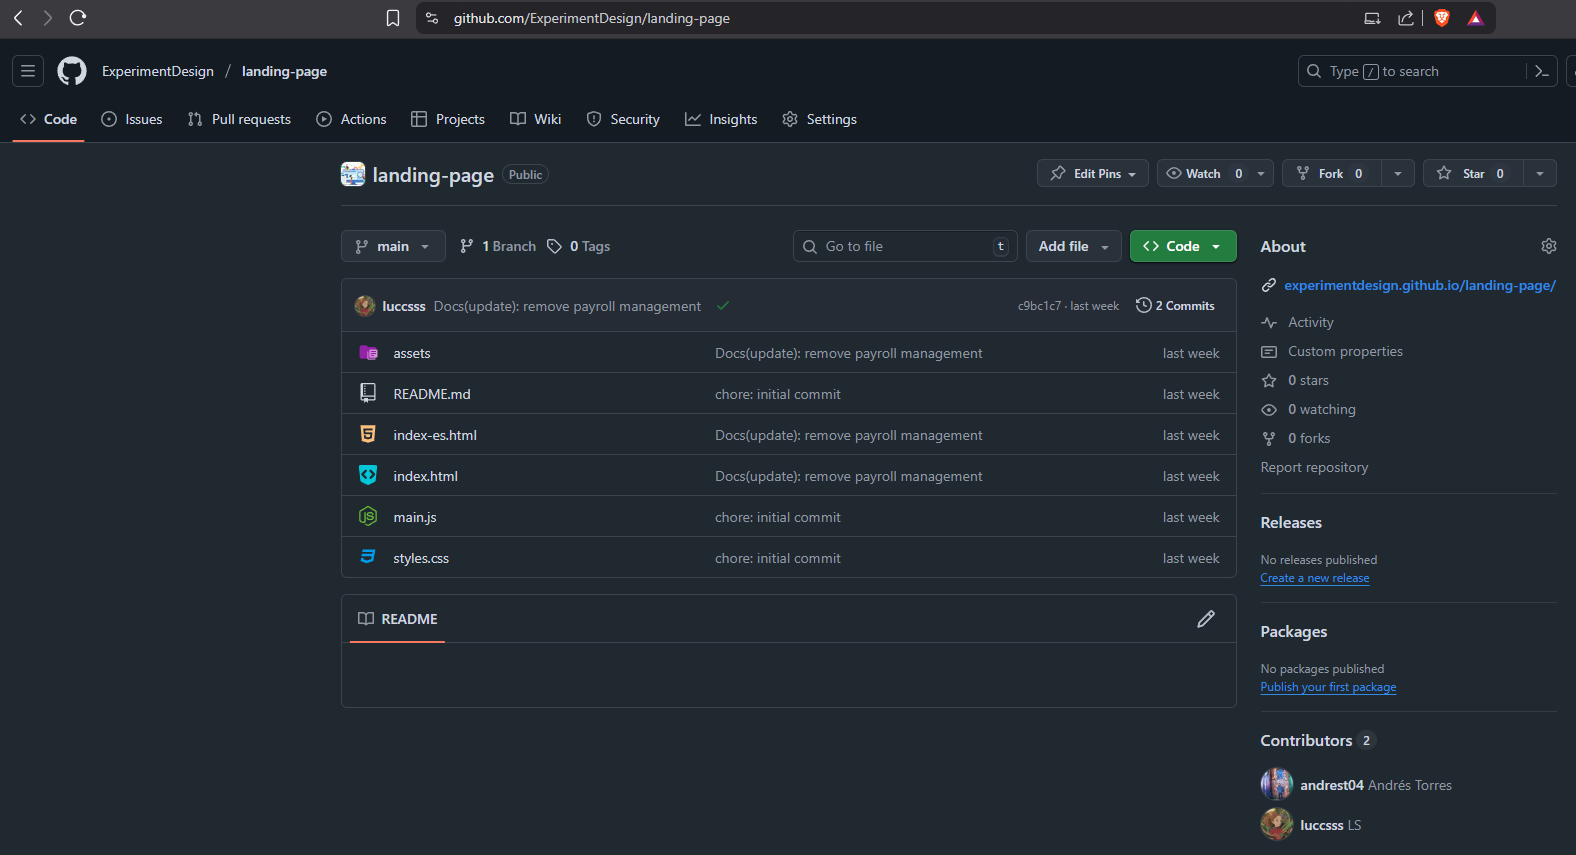 github.com/ExperimentDesign/landing-page
ExperimentDesign / landing-page
Type / to search
Code Issues Pull requests Actions Projects Wiki Security Insights Settings
landing-page Public
Edit Pins Watch 0 Fork 0 Star 0
main 1 Branch 0 Tags
Go to file t
Add file Code
luccsss Docs(update): remove payroll management c9bc1c7 · last week 2 Commits
assets Docs(update): remove payroll management last week
README.md chore: initial commit last week
index-es.html Docs(update): remove payroll management last week
index.html Docs(update): remove payroll management last week
main.js chore: initial commit last week
styles.css chore: initial commit last week
README
About
experimentdesign.github.io/landing-page/
Activity
Custom properties
0 stars
0 watching
0 forks
Report repository
Releases
No releases published
Create a new release
Packages
No packages published
Publish your first package
Contributors 2
andrest04 Andrés Torres
luccsss LS